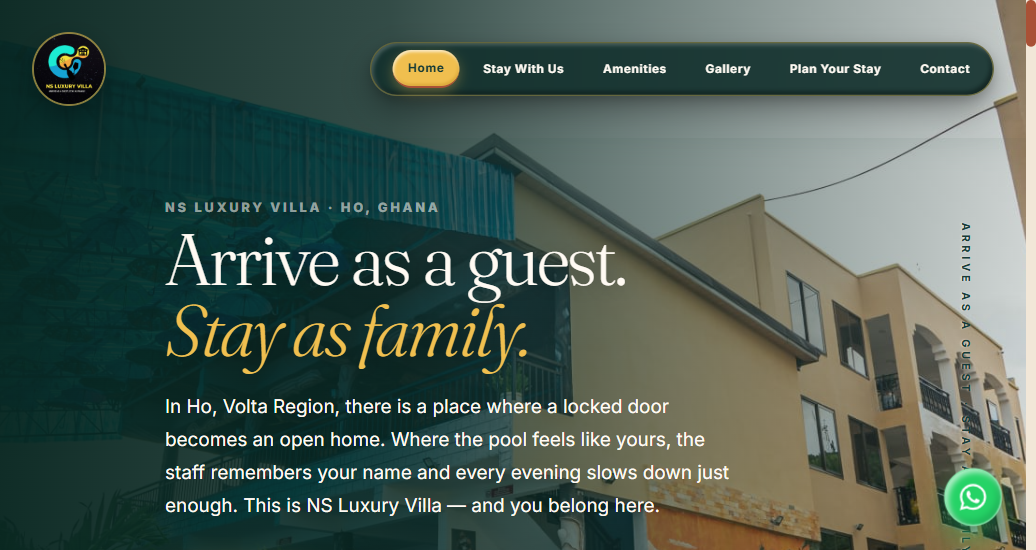 NS LUXURY VILLA
Home
Stay With Us
Amenities
Gallery
Plan Your Stay
Contact
NS LUXURY VILLA · HO, GHANA
Arrive as a guest.
Stay as family.
In Ho, Volta Region, there is a place where a locked door
becomes an open home. Where the pool feels like yours, the
staff remembers your name and every evening slows down just
enough. This is NS Luxury Villa — and you belong here.
ARRIVE AS A GUEST / STAY